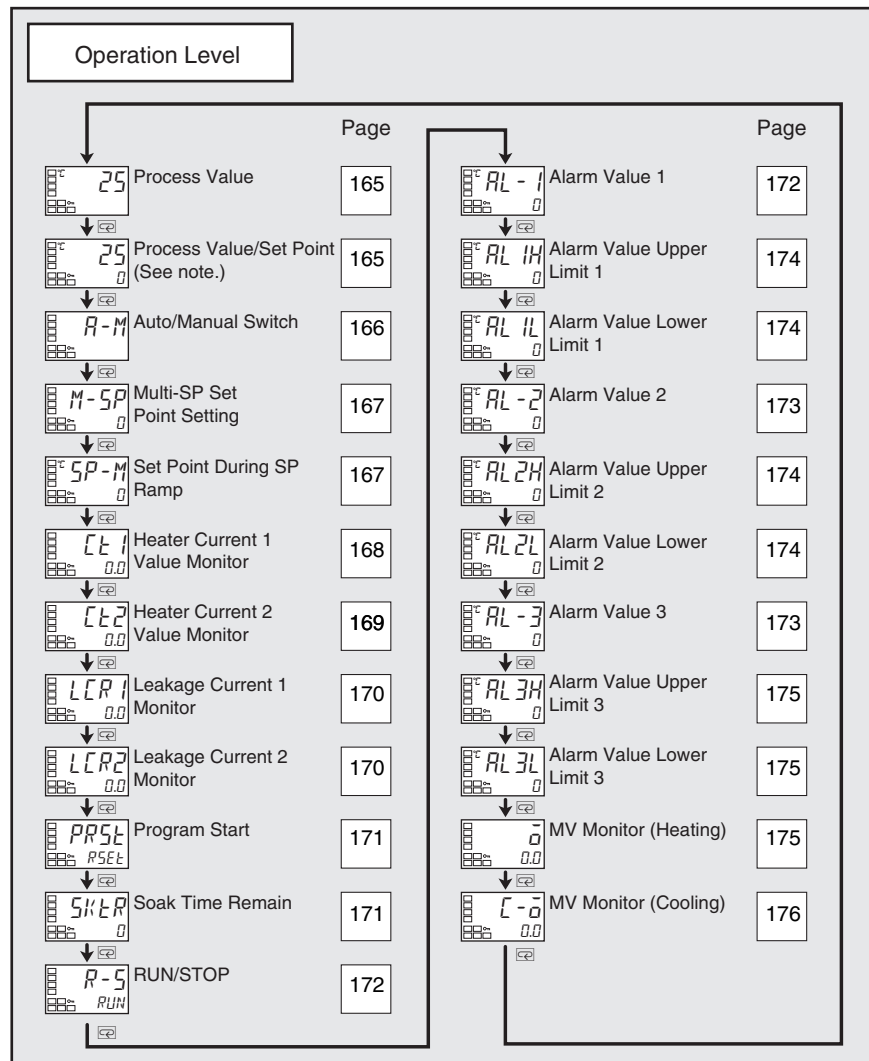 Operation Level
Page
25
Process Value
165
25
0
Process Value/Set Point
(See note.)
165
A-M
Auto/Manual Switch
166
M-SP
0
Multi-SP Set
Point Setting
167
°C
SP-M
0
Set Point During SP
Ramp
167
Ct1
0.0
Heater Current 1
Value Monitor
168
Ct2
0.0
Heater Current 2
Value Monitor
169
LCR1
0.0
Leakage Current 1
Monitor
170
LCR2
0.0
Leakage Current 2
Monitor
170
PRSt
RSEt
Program Start
171
SKtR
0
Soak Time Remain
171
R-S
RUN
RUN/STOP
172
Page
AL-1
0
Alarm Value 1
172
AL1H
0
Alarm Value Upper
Limit 1
174
AL1L
0
Alarm Value Lower
Limit 1
174
AL-2
0
Alarm Value 2
173
AL2H
0
Alarm Value Upper
Limit 2
174
AL2L
0
Alarm Value Lower
Limit 2
174
AL-3
0
Alarm Value 3
173
AL3H
0
Alarm Value Upper
Limit 3
175
AL3L
0
Alarm Value Lower
Limit 3
175
o
0.0
MV Monitor (Heating)
175
C-o
0.0
MV Monitor (Cooling)
176